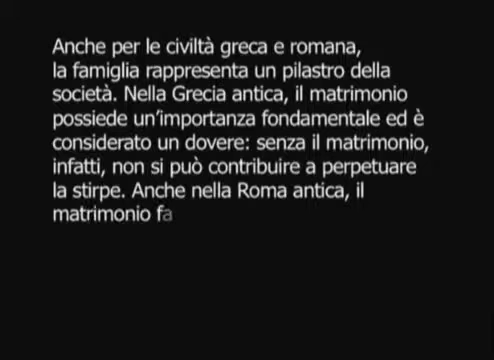 Anche per le civiltà greca e romana,
la famiglia rappresenta un pilastro della
società. Nella Grecia antica, il matrimonio
possiede un'importanza fondamentale ed è
considerato un dovere: senza il matrimonio,
infatti, non si può contribuire a perpetuare
la stirpe. Anche nella Roma antica, il
matrimonio fa